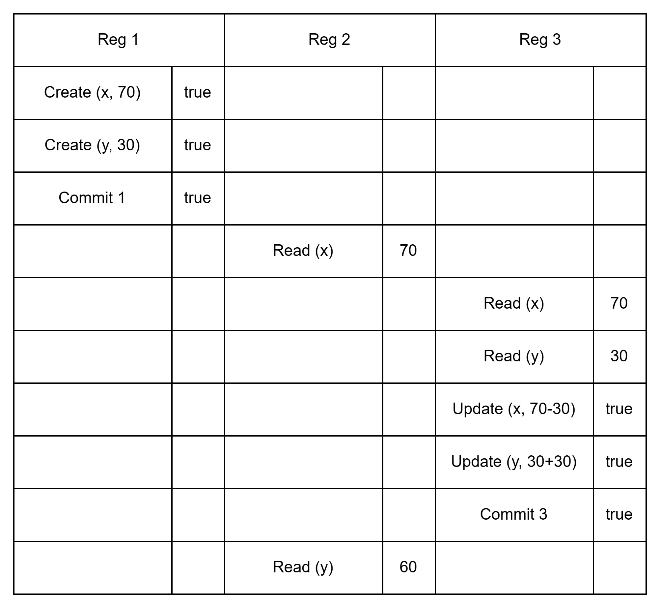 Reg 1 Reg 2 Reg 3
Create (x, 70) true
Create (y, 30) true
Commit 1 true
Read (x) 70
Read (x) 70
Read (y) 30
Update (x, 70-30) true
Update (y, 30+30) true
Commit 3 true
Read (y) 60